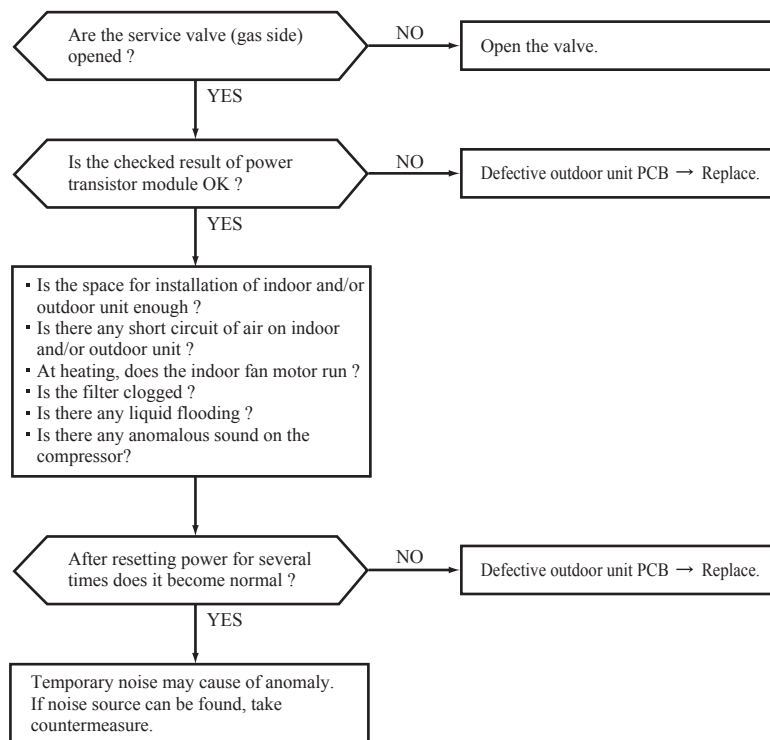 Are the service valve (gas side)
opened ?
NO
Open the valve.
YES
Is the checked result of power
transistor module OK ?
NO
Defective outdoor unit PCB → Replace.
YES
・Is the space for installation of indoor and/or
outdoor unit enough ?
・Is there any short circuit of air on indoor
and/or outdoor unit ?
・At heating, does the indoor fan motor run ?
・Is the filter clogged ?
・Is there any liquid flooding ?
・Is there any anomalous sound on the
compressor?
After resetting power for several
times does it become normal ?
NO
Defective outdoor unit PCB → Replace.
YES
Temporary noise may cause of anomaly.
If noise source can be found, take
countermeasure.